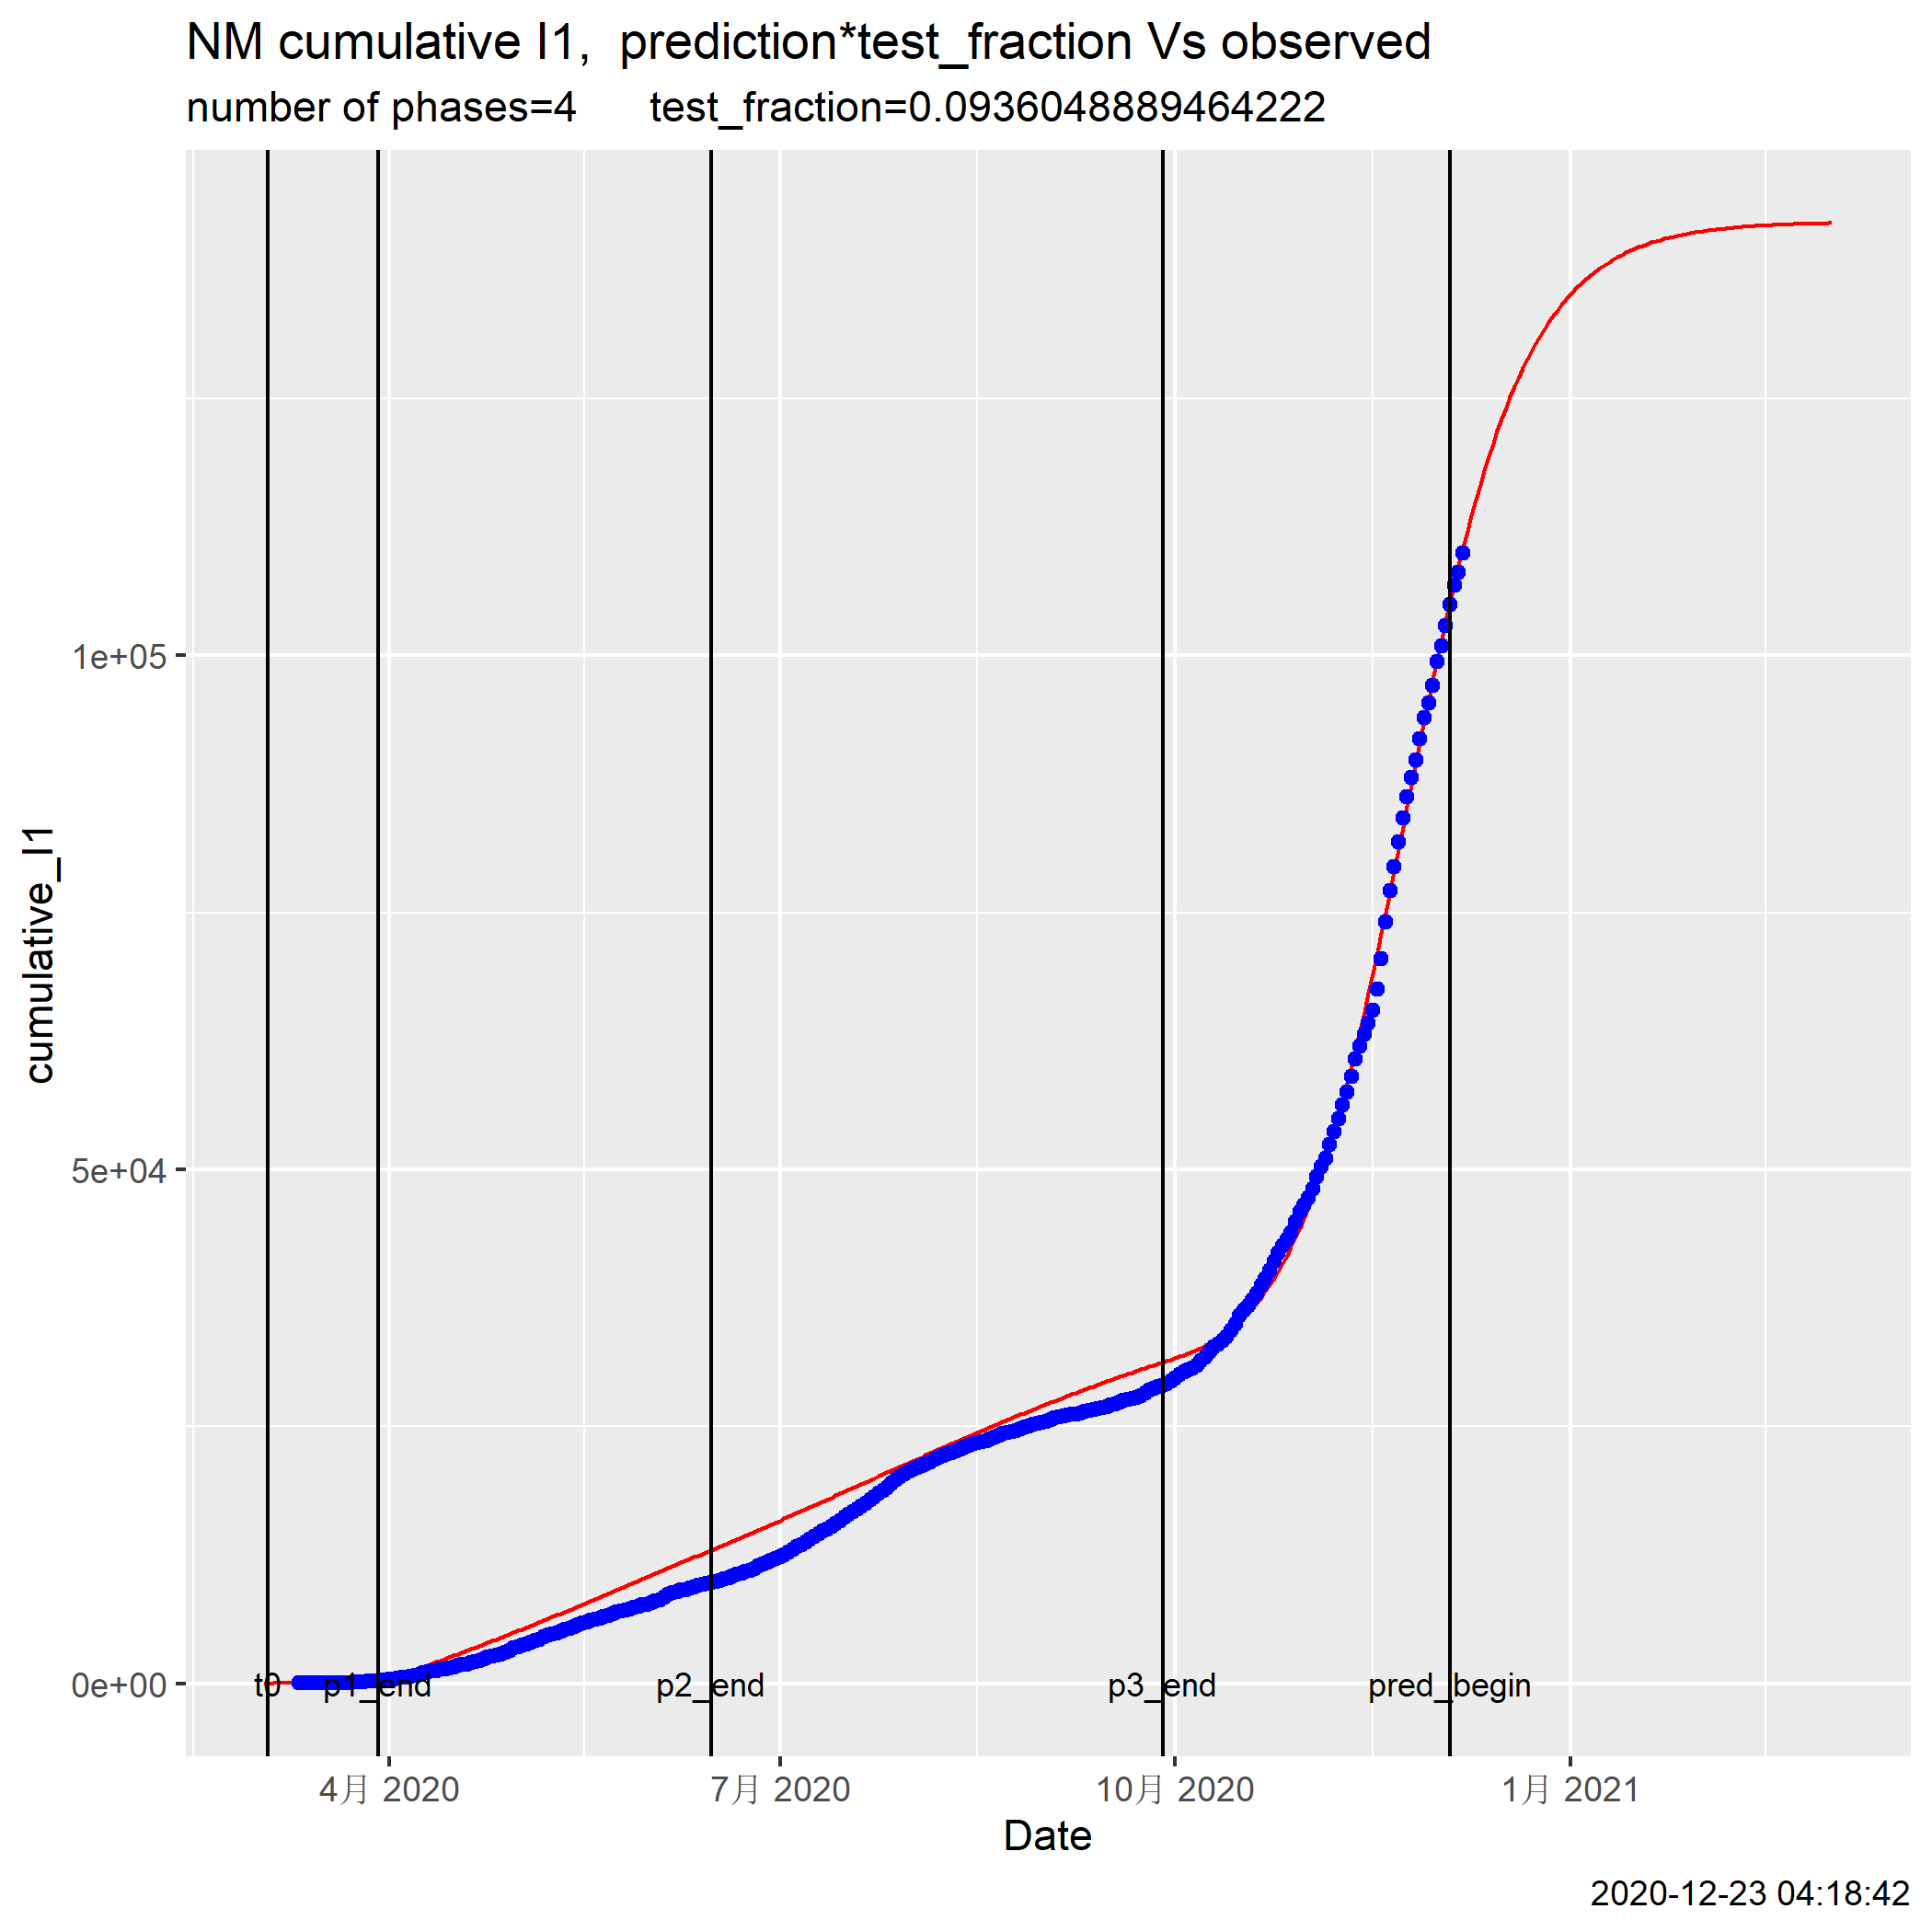 NM cumulative I1,  prediction*test_fraction Vs observed
number of phases=4      test_fraction=0.0936048889464222
cumulative_I1
1e+05
5e+04
0e+00
t0
p1_end
p2_end
p3_end
pred_begin
4月 2020
7月 2020
10月 2020
1月 2021
Date
2020-12-23 04:18:42